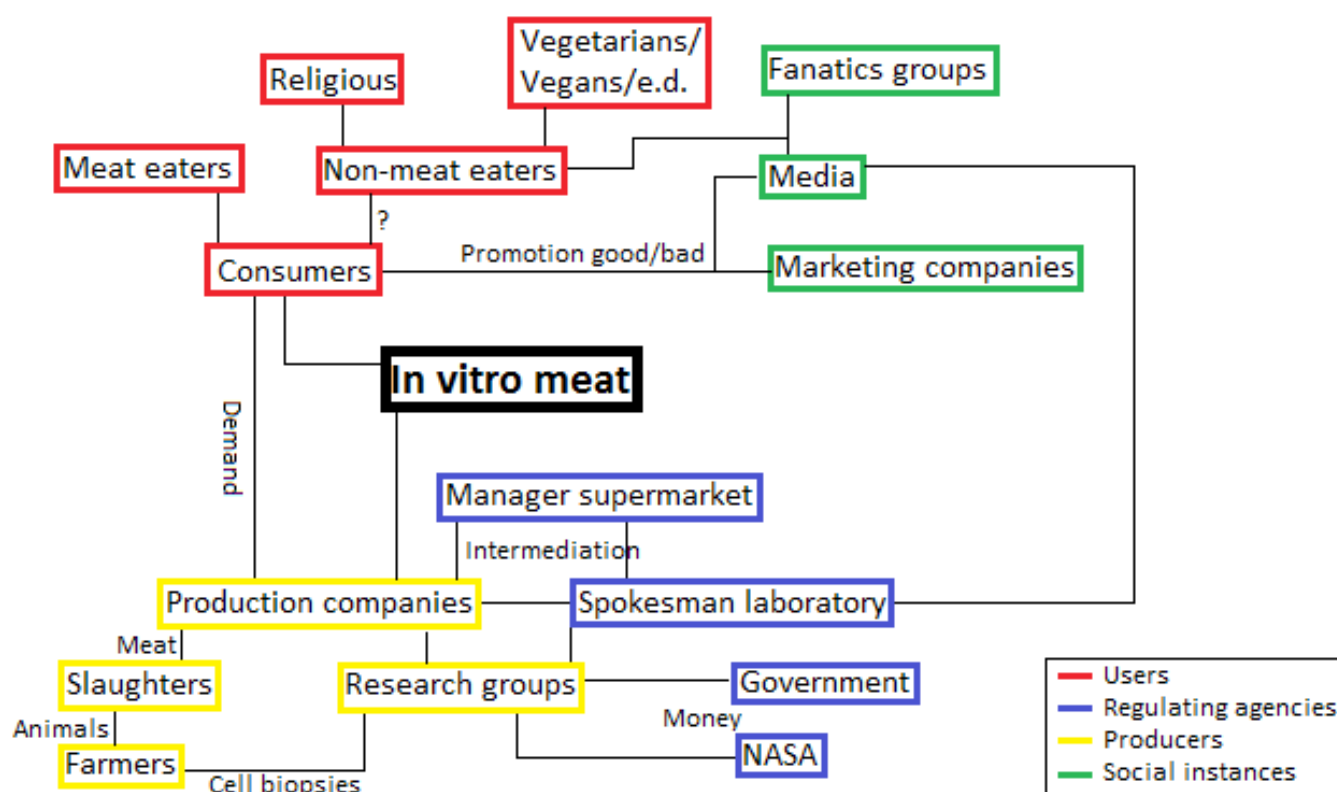 Vegetarians/
Vegans/e.d.
Religious
Fanatics groups
Meat eaters
Non-meat eaters
Media
?
Promotion good/bad
Consumers
Marketing companies
In vitro meat
Demand
Manager supermarket
Intermediation
Production companies
Spokesman laboratory
Meat
Slaughters
Research groups
Government
Animals
Money
Farmers
NASA
Cell biopsies
Users
Regulating agencies
Producers
Social instances